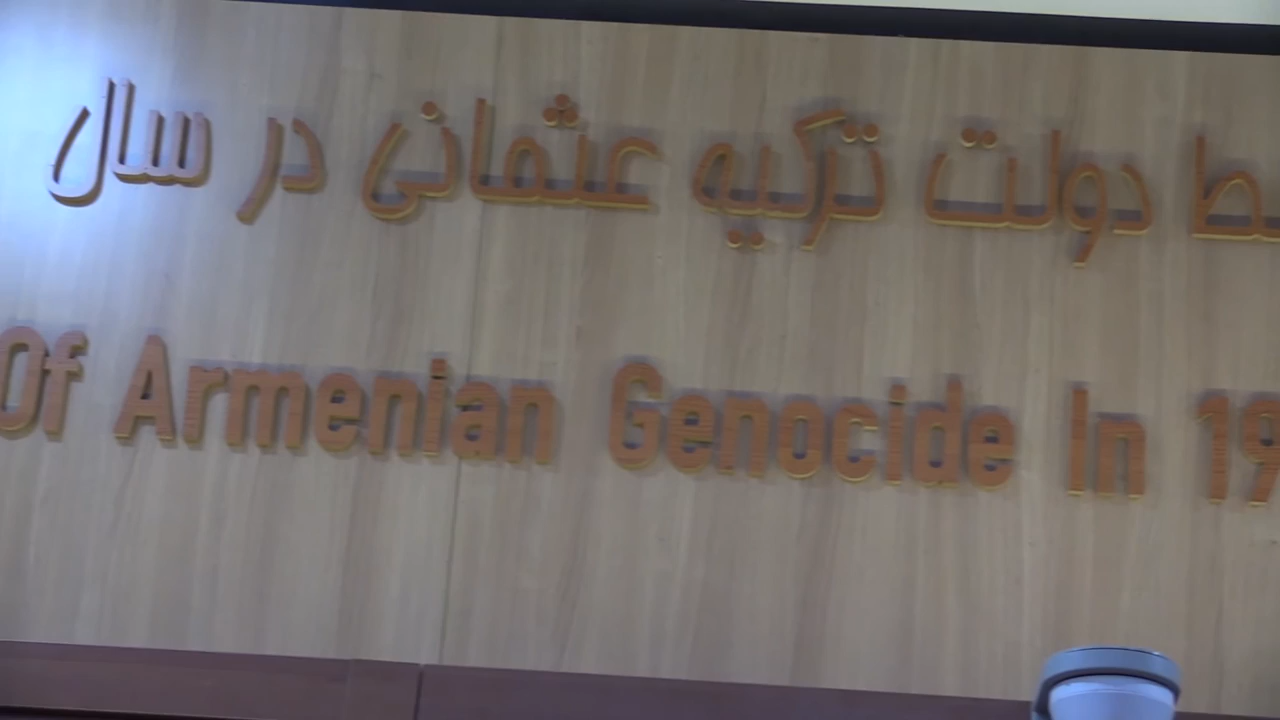 دولت ترکیه عثمانی در سال
Of Armenian Genocide In